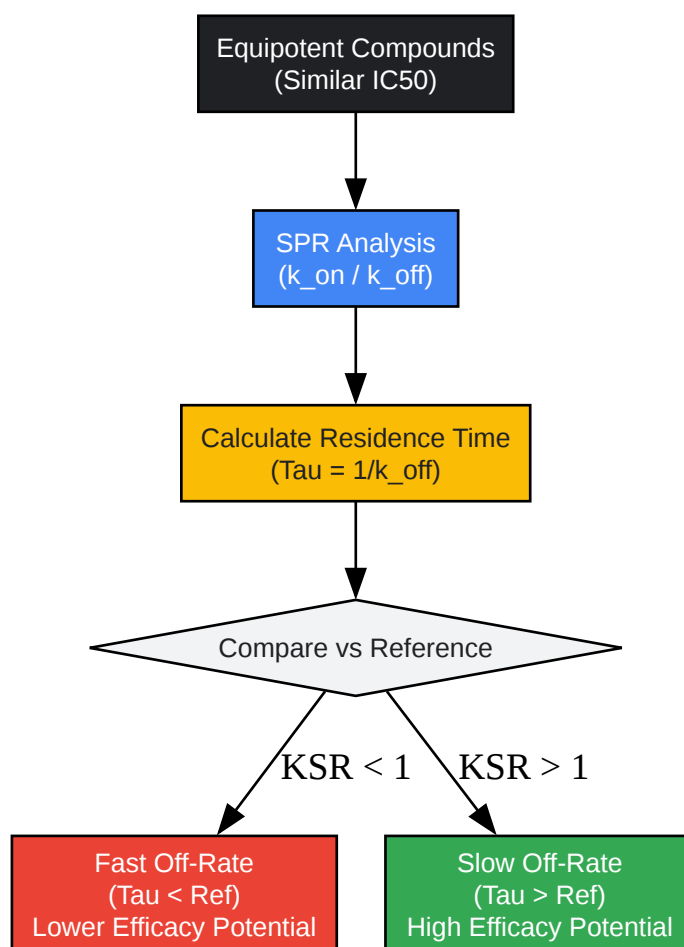 Equipotent Compounds
(Similar IC50)
SPR Analysis
(k_on / k_off)
Calculate Residence Time
(Tau = 1/k_off)
Compare vs Reference
KSR < 1
KSR > 1
Fast Off-Rate
(Tau < Ref)
Lower Efficacy Potential
Slow Off-Rate
(Tau > Ref)
High Efficacy Potential